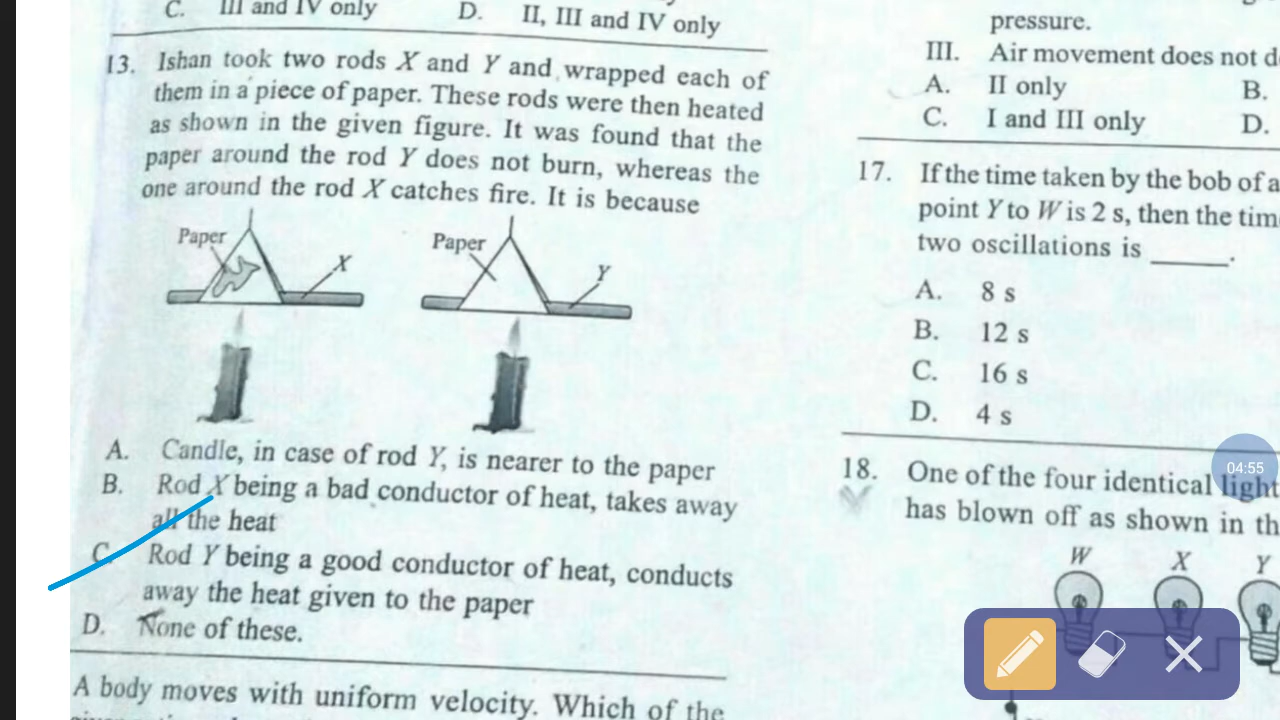 C. III and IV only D. II, III and IV only
13. Ishan took two rods X and Y and wrapped each of
them in a piece of paper. These rods were then heated
as shown in the given figure. It was found that the
paper around the rod Y does not burn, whereas the
one around the rod X catches fire. It is because
Paper X
Paper Y
A. Candle, in case of rod Y, is nearer to the paper
B. Rod X being a bad conductor of heat, takes away
all the heat
C. Rod Y being a good conductor of heat, conducts
away the heat given to the paper
D. None of these.
A body moves with uniform velocity. Which of the
pressure.
III. Air movement does not d
A. II only B.
C. I and III only D.
17. If the time taken by the bob of a
point Y to W is 2 s, then the tim
two oscillations is ______.
A. 8 s
B. 12 s
C. 16 s
D. 4 s
18. One of the four identical light
has blown off as shown in th
W X Y
04:55